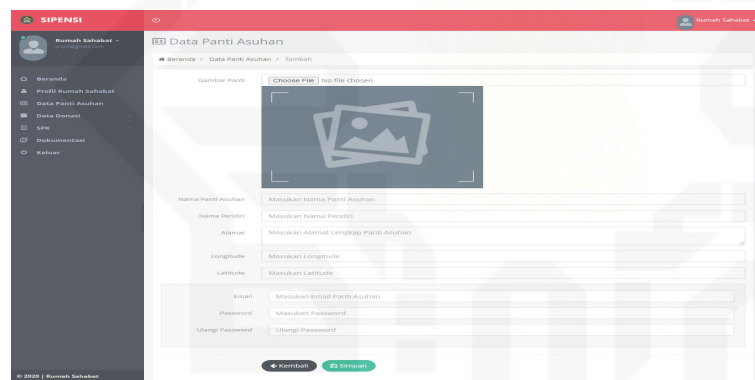 SIPENSI
Rumah Sahabat
Rumah Sahabat
Data Panti Asuhan
Beranda / Data Panti Asuhan / Tambah
Beranda
Profil Rumah Sahabat
Data Panti Asuhan
Data Donasi
SPK
Dokumentasi
Keluar
Gambar Panti Choose File No file chosen
Nama Panti Asuhan Masukan Nama Panti Asuhan
Nama Pendiri Masukan Nama Pendiri
Alamat Masukan Alamat Lengkap Panti Asuhan
Longitude Masukan Longitude
Latitude Masukan Latitude
Email Masukan Email Panti Asuhan
Password Masukan Password
Ulangi Password Ulangi Password
Kembali Simpan
© 2020 | Rumah Sahabat